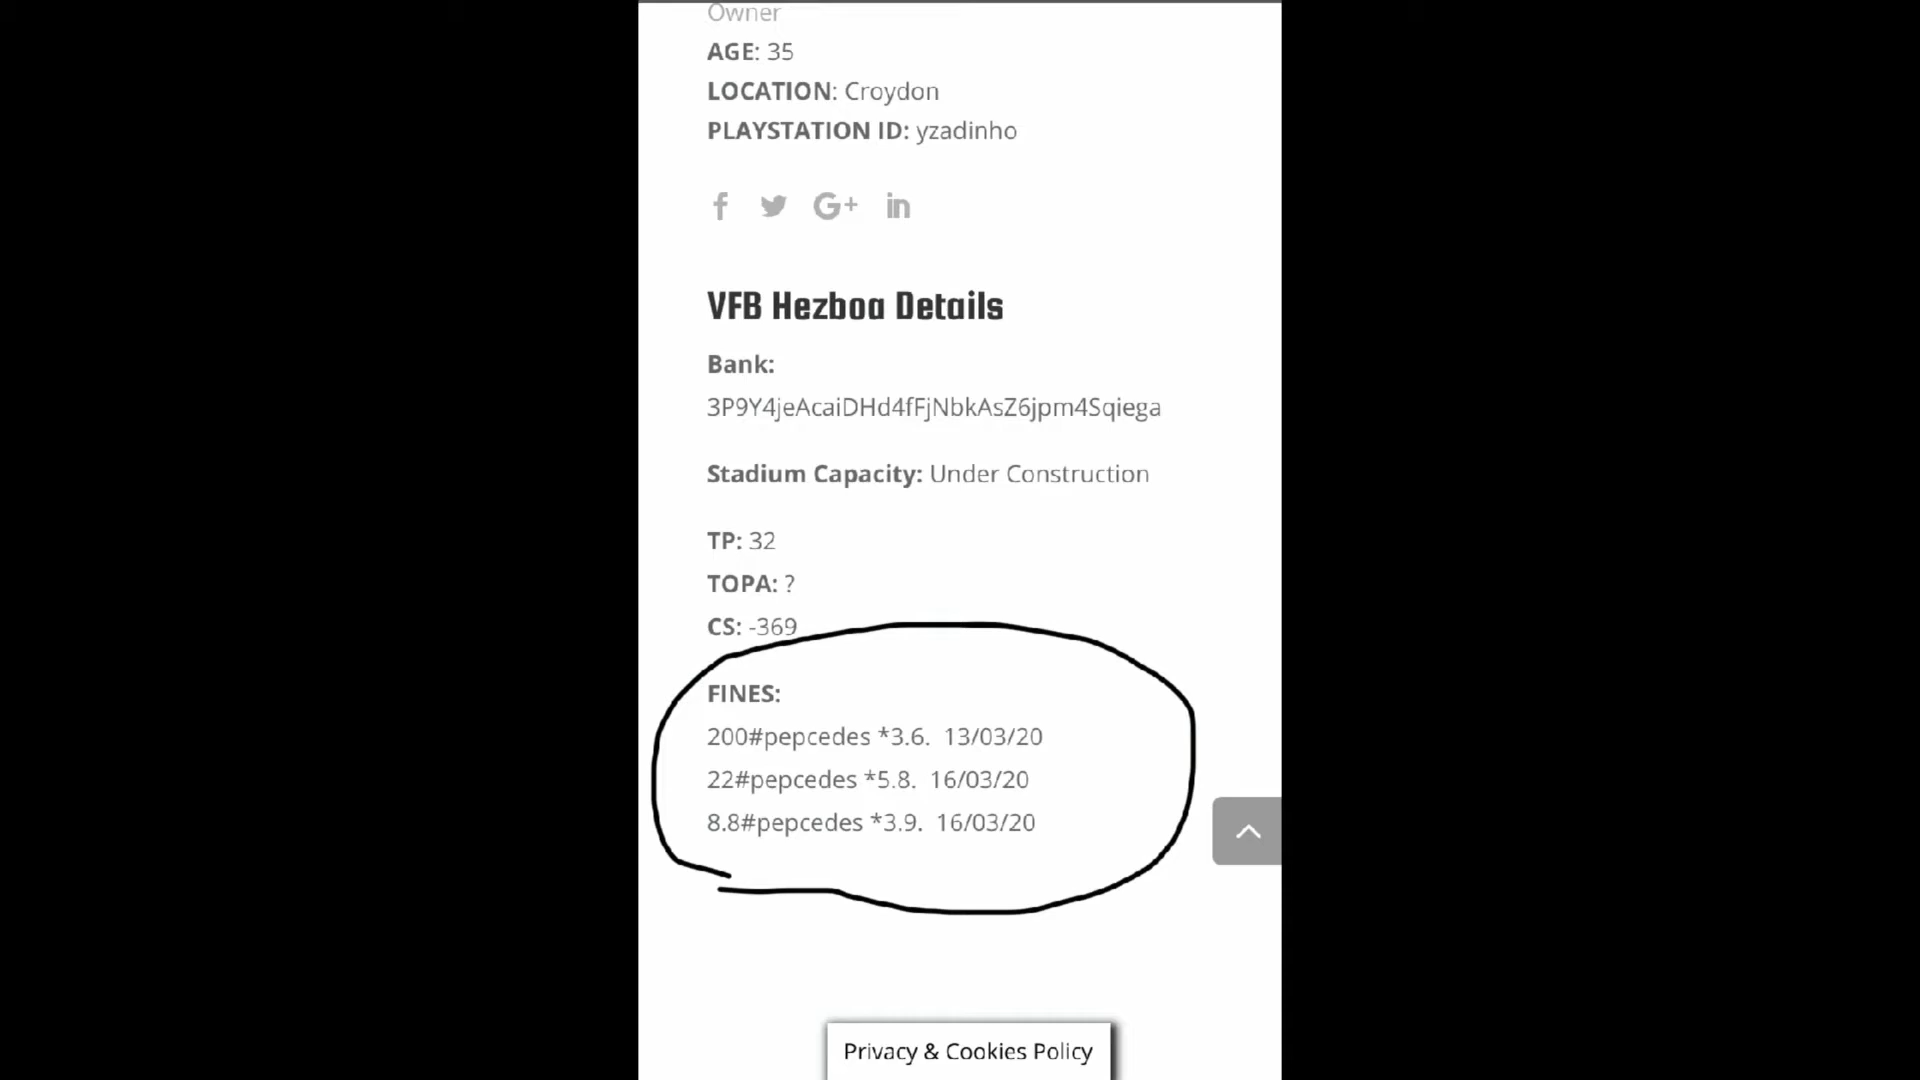 Owner
AGE: 35
LOCATION: Croydon
PLAYSTATION ID: yzadinho
f G+ in
VFB Hezboa Details
Bank:
3P9Y4jeAcaiDHd4fFjNbkAsZ6jpm4Sqiega
Stadium Capacity: Under Construction
TP: 32
TOPA: ?
CS: -369
FINES:
200#pepcedes *3.6. 13/03/20
22#pepcedes *5.8. 16/03/20
8.8#pepcedes *3.9. 16/03/20
Privacy & Cookies Policy